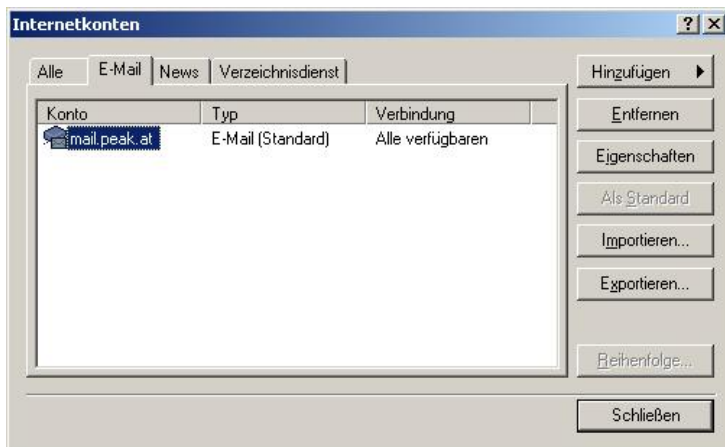 Internetkonten
Alle E-Mail News Verzeichnisdienst
Konto Typ Verbindung
mail.peak.at E-Mail (Standard) Alle verfügbaren
Hinzufügen
Entfernen
Eigenschaften
Als Standard
Importieren...
Exportieren...
Reihenfolge...
Schließen